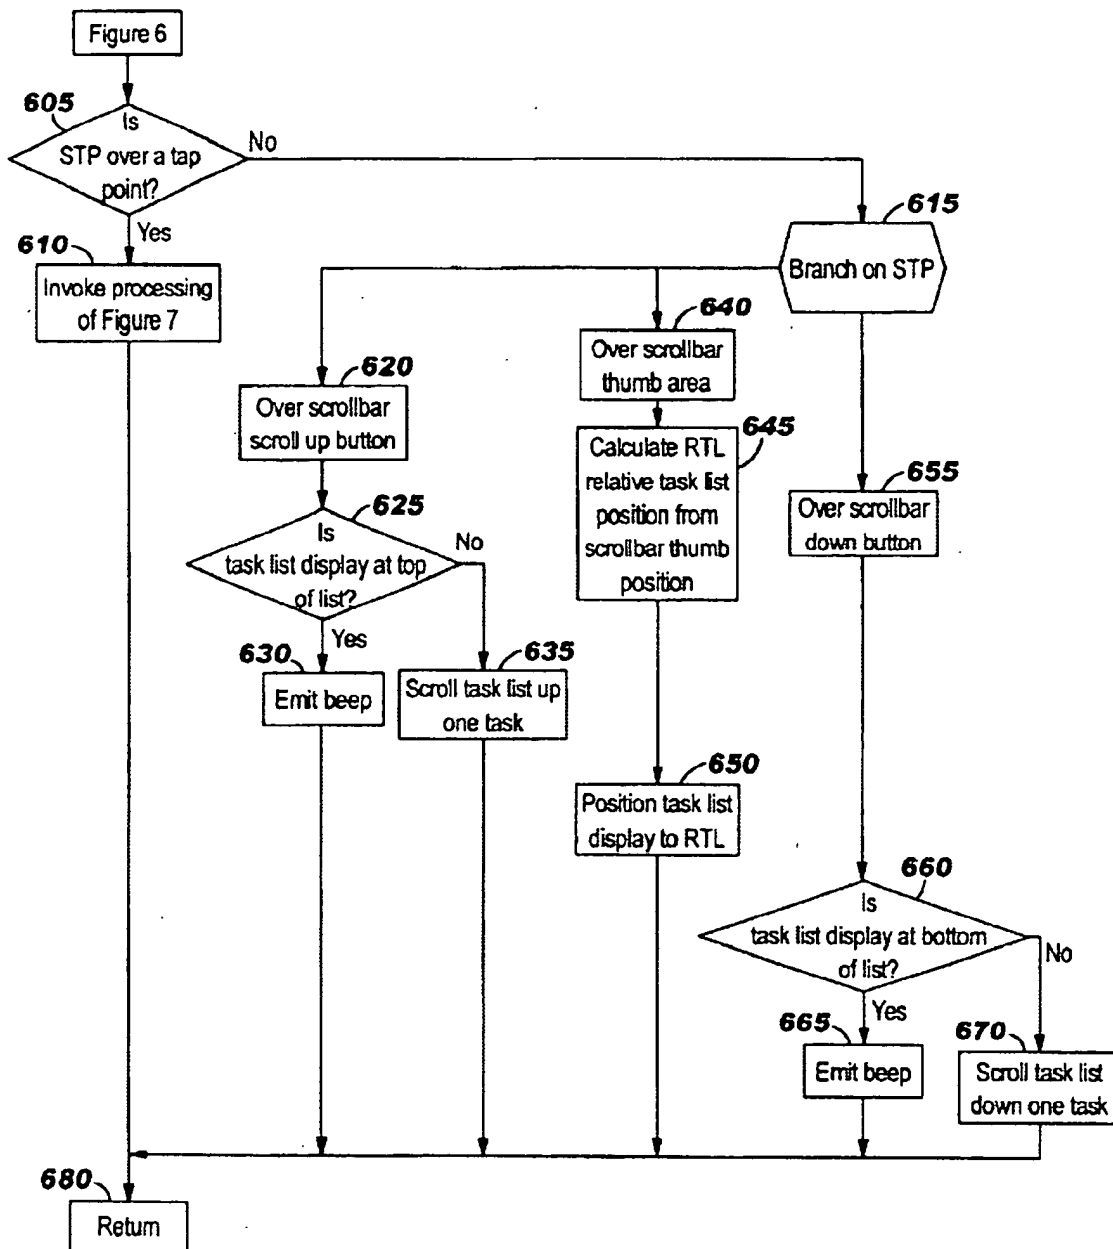 Figure 6
605
Is
STP over a tap
point?
No
Yes
610
Invoke processing
of Figure 7
615
Branch on STP
620
Over scrollbar
scroll up button
625
Is
task list display at top
of list?
No
Yes
630
Emit beep
635
Scroll task list up
one task
640
Over scrollbar
thumb area
645
Calculate RTL
relative task list
position from
scrollbar thumb
position
650
Position task list
display to RTL
655
Over scrollbar
down button
660
Is
task list display at bottom
of list?
No
Yes
665
Emit beep
670
Scroll task list
down one task
680
Return